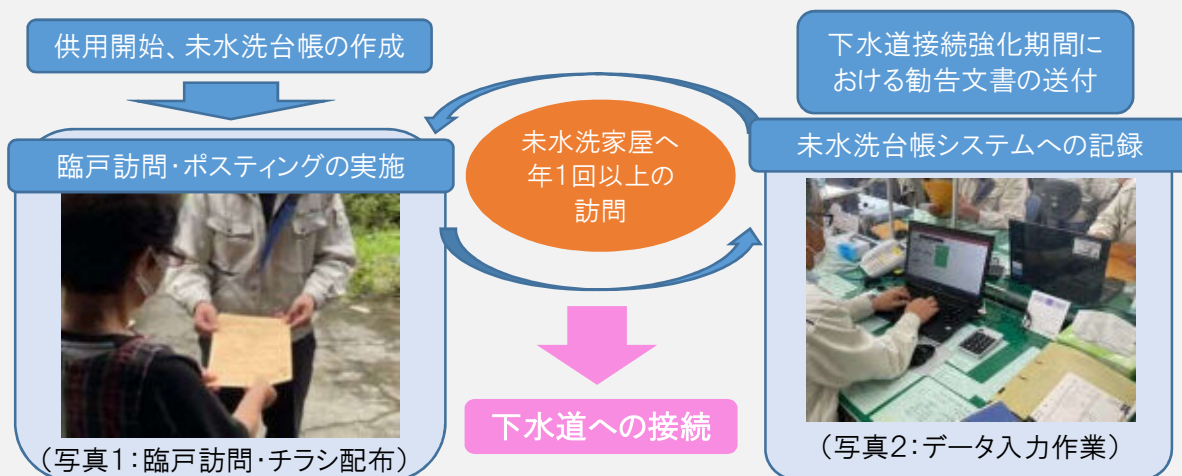 供用開始、未水洗台帳の作成
下水道接続強化期間に
おける勧告文書の送付
臨戸訪問・ポスティングの実施
未水洗家屋へ
年1回以上の
訪問
未水洗台帳システムへの記録
下水道への接続
（写真1：臨戸訪問・チラシ配布）
（写真2：データ入力作業）